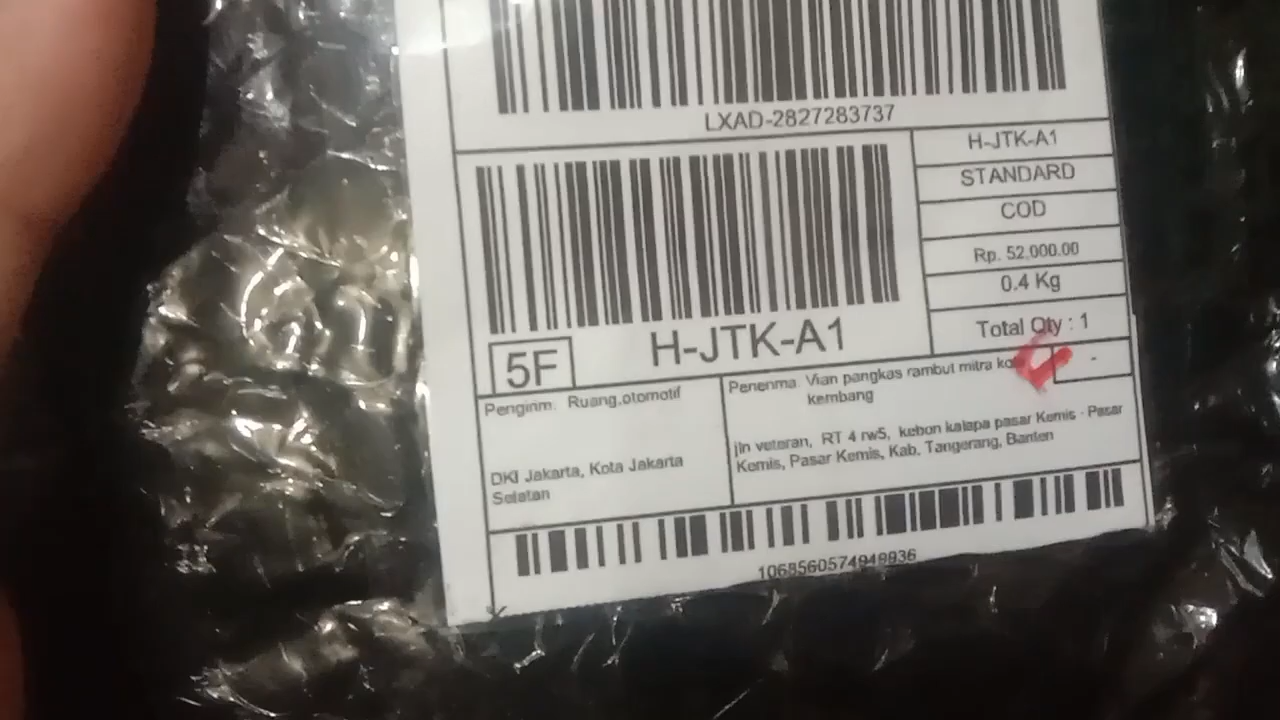 LXAD-2827283737
H-JTK-A1
STANDARD
COD
Rp. 52,000.00
0.4 Kg
Total Qty : 1
5F
H-JTK-A1
-
Pengirim: Ruang.otomotif
DKI Jakarta, Kota Jakarta
Selatan
Penerima: Vian pangkas rambut mitra
kembang
jln veteran, RT 4 rw5, kebon kalapa pasar Kemis - Pasar
Kemis, Pasar Kemis, Kab. Tangerang, Banten
1068560574949936